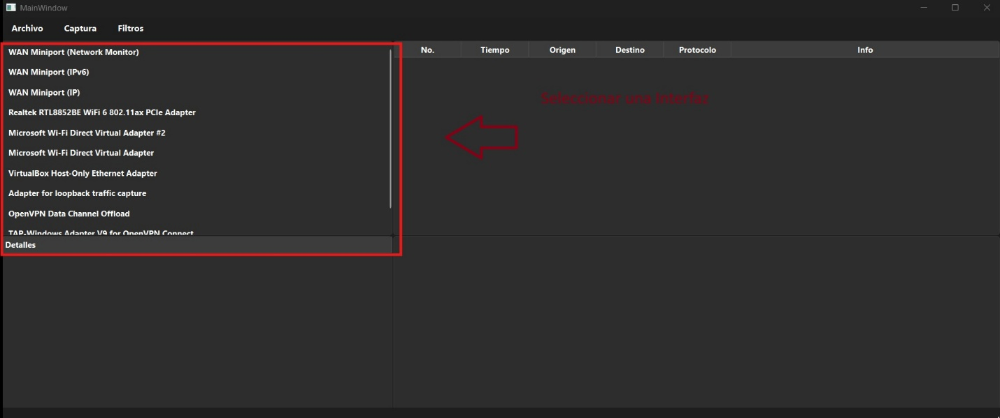 MainWindow
Archivo Captura Filtros
WAN Miniport (Network Monitor)
WAN Miniport (IPv6)
WAN Miniport (IP)
Realtek RTL8852BE WiFi 6 802.11ax PCIe Adapter
Microsoft Wi-Fi Direct Virtual Adapter #2
Microsoft Wi-Fi Direct Virtual Adapter
VirtualBox Host-Only Ethernet Adapter
Adapter for loopback traffic capture
OpenVPN Data Channel Offload
TAP-Windows Adapter V9 for OpenVPN Connect
Detalles
No. Tiempo Origen Destino Protocolo Info
Seleccionar una Interfaz